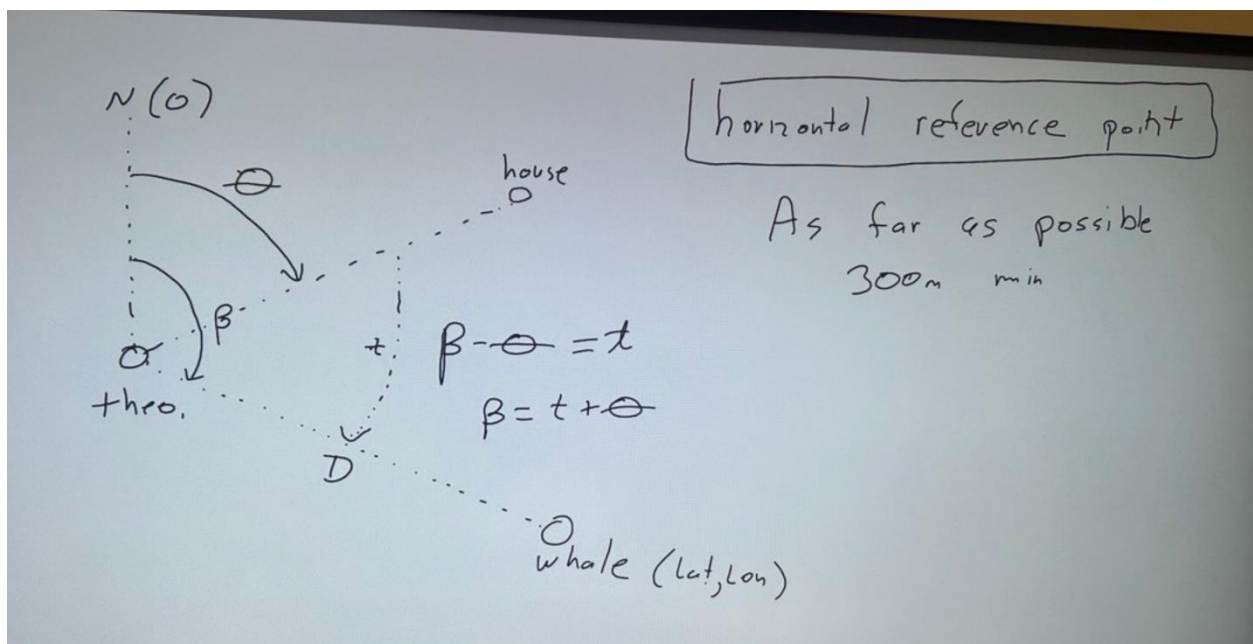 N (0)
θ
house
β
theo.
t
D
β - θ = t
β = t + θ
whale (lat, lon)
horizontal reference point
As far as possible
300m min